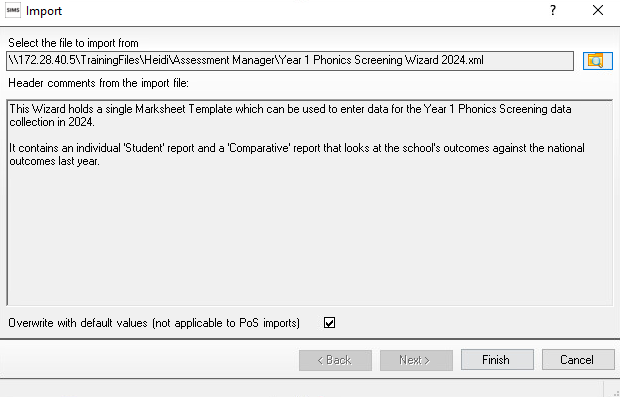 SIMS Import ?
Select the file to import from
\\172.28.40.5\TrainingFiles\Heidi\Assessment Manager\Year 1 Phonics Screening Wizard 2024.xml
Header comments from the import file:
This Wizard holds a single Marksheet Template which can be used to enter data for the Year 1 Phonics Screening data
collection in 2024.
It contains an individual 'Student' report and a 'Comparative' report that looks at the school's outcomes against the national
outcomes last year.
Overwrite with default values (not applicable to PoS imports)
< Back Next > Finish Cancel